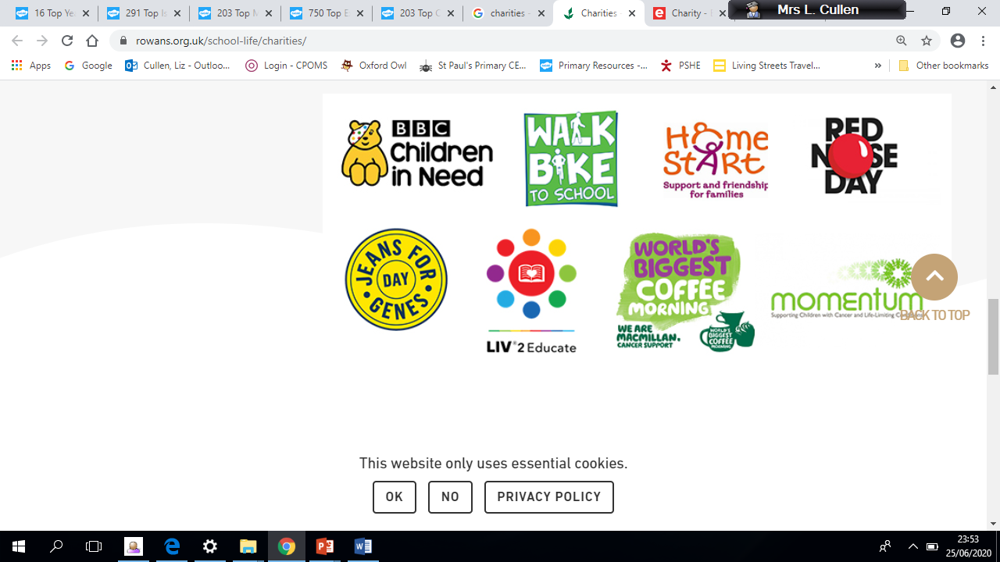 16 Top Ye
291 Top Is
203 Top M
750 Top E
203 Top C
charities -
Charities -
Charity -
Mrs L. Cullen
rowans.org.uk/school-life/charities/
Apps
Google
Cullen, Liz - Outloo...
Login - CPOMS
Oxford Owl
St Paul's Primary CE...
Primary Resources -...
PSHE
Living Streets Travel...
»
Other bookmarks
BBC
Children
in Need
WALK
BIKE
TO SCHOOL
HOME
START
Support and friendship
for families
RED
NOSE
DAY
JEANS FOR
DAY
GENES
LIV 2 Educate
WORLD'S
BIGGEST
COFFEE
MORNING
WE ARE
MACMILLAN.
CANCER SUPPORT
WORLD'S
BIGGEST
COFFEE
MORNING
momentum
Supporting Children with Cancer and Life-Limiting
BACK TO TOP
This website only uses essential cookies.
OK
NO
PRIVACY POLICY
23:53
25/06/2020